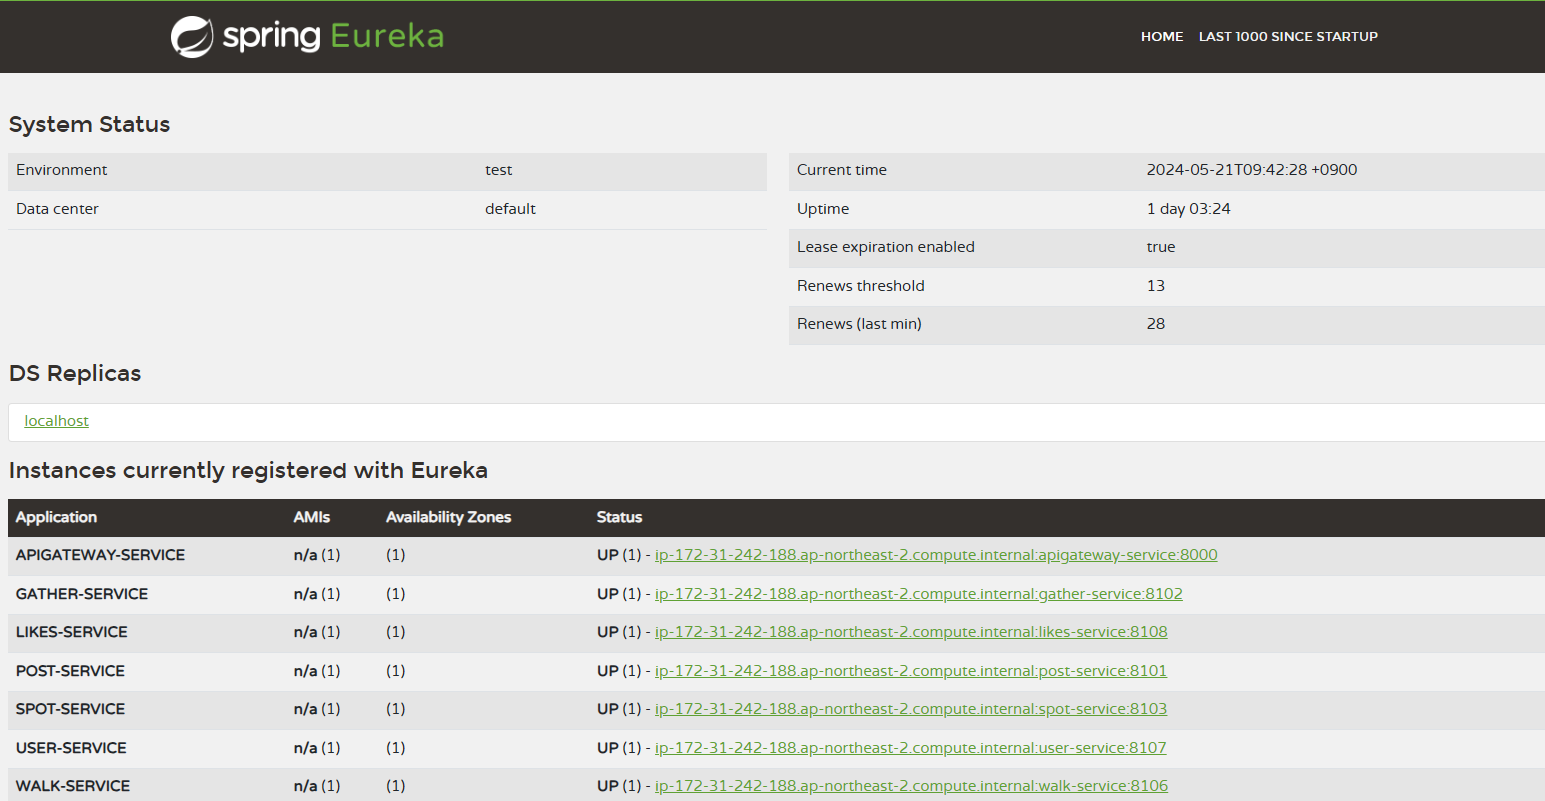 spring Eureka
HOME LAST 1000 SINCE STARTUP
System Status
Environment test
Data center default
Current time 2024-05-21T09:42:28 +0900
Uptime 1 day 03:24
Lease expiration enabled true
Renews threshold 13
Renews (last min) 28
DS Replicas
localhost
Instances currently registered with Eureka
Application AMIs Availability Zones Status
APIGATEWAY-SERVICE n/a (1) (1) UP (1) - ip-172-31-242-188.ap-northeast-2.compute.internal:apigateway-service:8000
GATHER-SERVICE n/a (1) (1) UP (1) - ip-172-31-242-188.ap-northeast-2.compute.internal:gather-service:8102
LIKES-SERVICE n/a (1) (1) UP (1) - ip-172-31-242-188.ap-northeast-2.compute.internal:likes-service:8108
POST-SERVICE n/a (1) (1) UP (1) - ip-172-31-242-188.ap-northeast-2.compute.internal:post-service:8101
SPOT-SERVICE n/a (1) (1) UP (1) - ip-172-31-242-188.ap-northeast-2.compute.internal:spot-service:8103
USER-SERVICE n/a (1) (1) UP (1) - ip-172-31-242-188.ap-northeast-2.compute.internal:user-service:8107
WALK-SERVICE n/a (1) (1) UP (1) - ip-172-31-242-188.ap-northeast-2.compute.internal:walk-service:8106